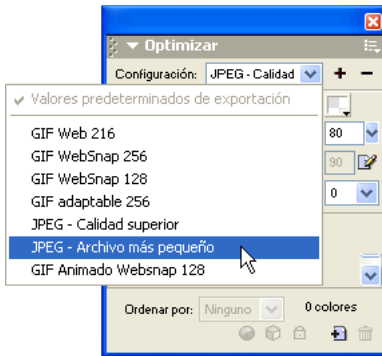 Optimizar
Configuración: JPEG - Calidad
Valores predeterminados de exportación
GIF Web 216
GIF WebSnap 256
GIF WebSnap 128
GIF adaptable 256
JPEG - Calidad superior
JPEG - Archivo más pequeño
GIF Animado Websnap 128
80
90
0
Ordenar por: Ninguno 0 colores